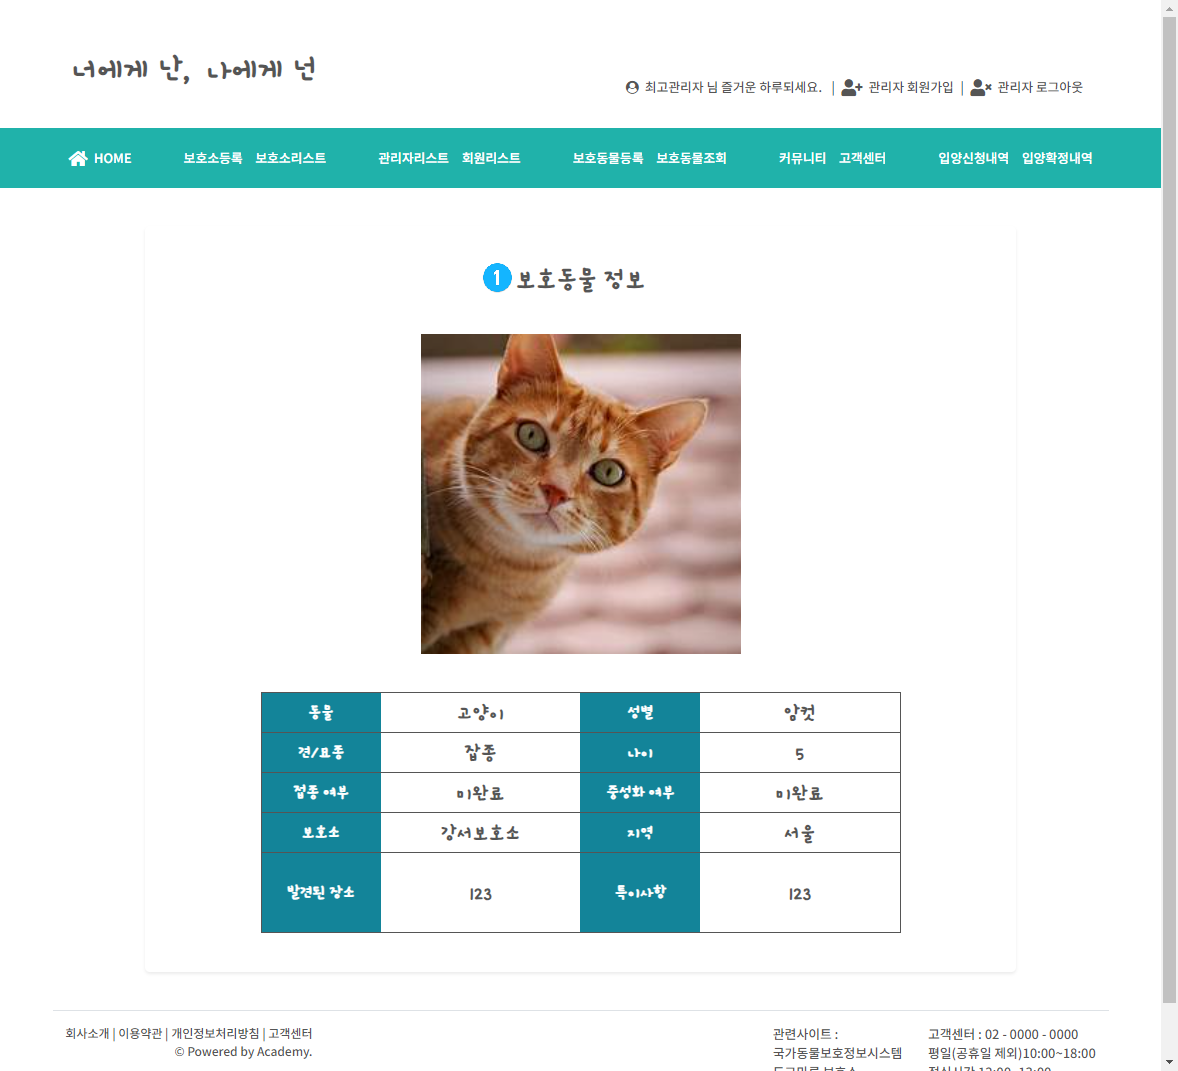 너에게 난, 나에게 넌
최고관리자 님 즐거운 하루되세요. | 관리자 회원가입 | 관리자 로그아웃
HOME 보호소등록 보호소리스트 관리자리스트 회원리스트 보호동물등록 보호동물조회 커뮤니티 고객센터 입양신청내역 입양확정내역
1 보호동물 정보
동물 고양이 성별 암컷
견/묘종 잡종 나이 5
접종 여부 미완료 중성화 여부 미완료
보호소 강서보호소 지역 서울
발견된 장소 123 특이사항 123
회사소개 | 이용약관 | 개인정보처리방침 | 고객센터
© Powered by Academy.
관련사이트 :
국가동물보호정보시스템
고객센터 : 02 - 0000 - 0000
평일(공휴일 제외)10:00~18:00